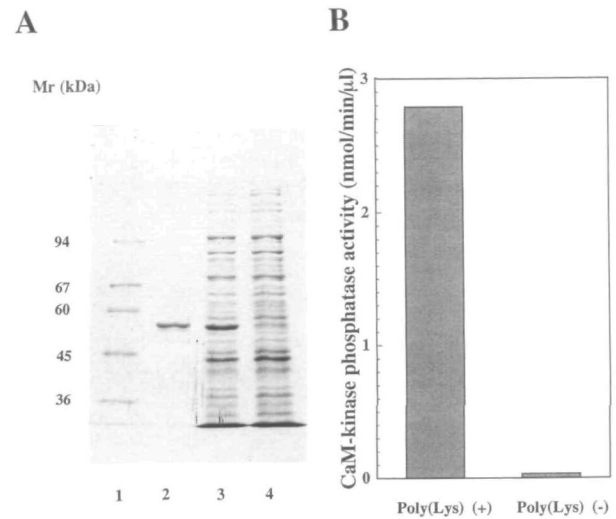 A
Mr (kDa)
94
67
60
45
36
1 2 3 4
B
CaM-kinase phosphatase activity (nmol/min/μl)
3
2
1
0
Poly(Lys) (+) Poly(Lys) (-)